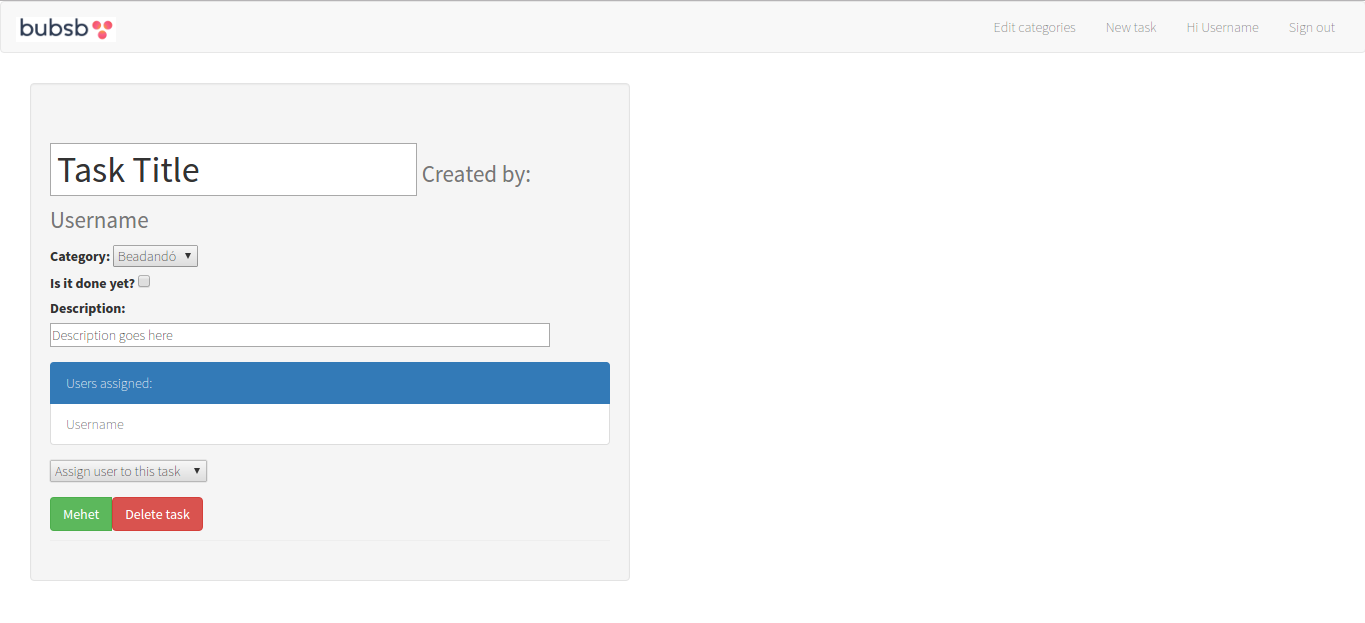 bubsb
Edit categories New task Hi Username Sign out
Task Title Created by:
Username
Category: Beadandó
Is it done yet?
Description:
Description goes here
Users assigned:
Username
Assign user to this task
Mehet Delete task